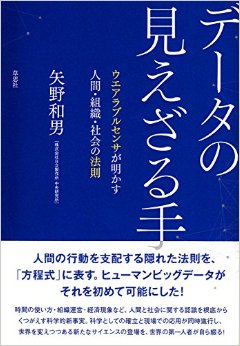 データの
見えざる手
ウエアラブルセンサが明かす
人間・組織・社会の法則
矢野和男
草思社
人間の行動を支配する隠れた法則を、
「方程式」に表す。ヒューマンビッグデータが
それを初めて可能にした!
時間の使い方・組織運営・経済現象など、人間と社会に関する認識を根底から
くつがえす科学的新事実。科学としての確立と現場での応用が同時進行し、
世界を変えつつある新たなサイエンスの登場を、世界の第一人者が自ら綴る!